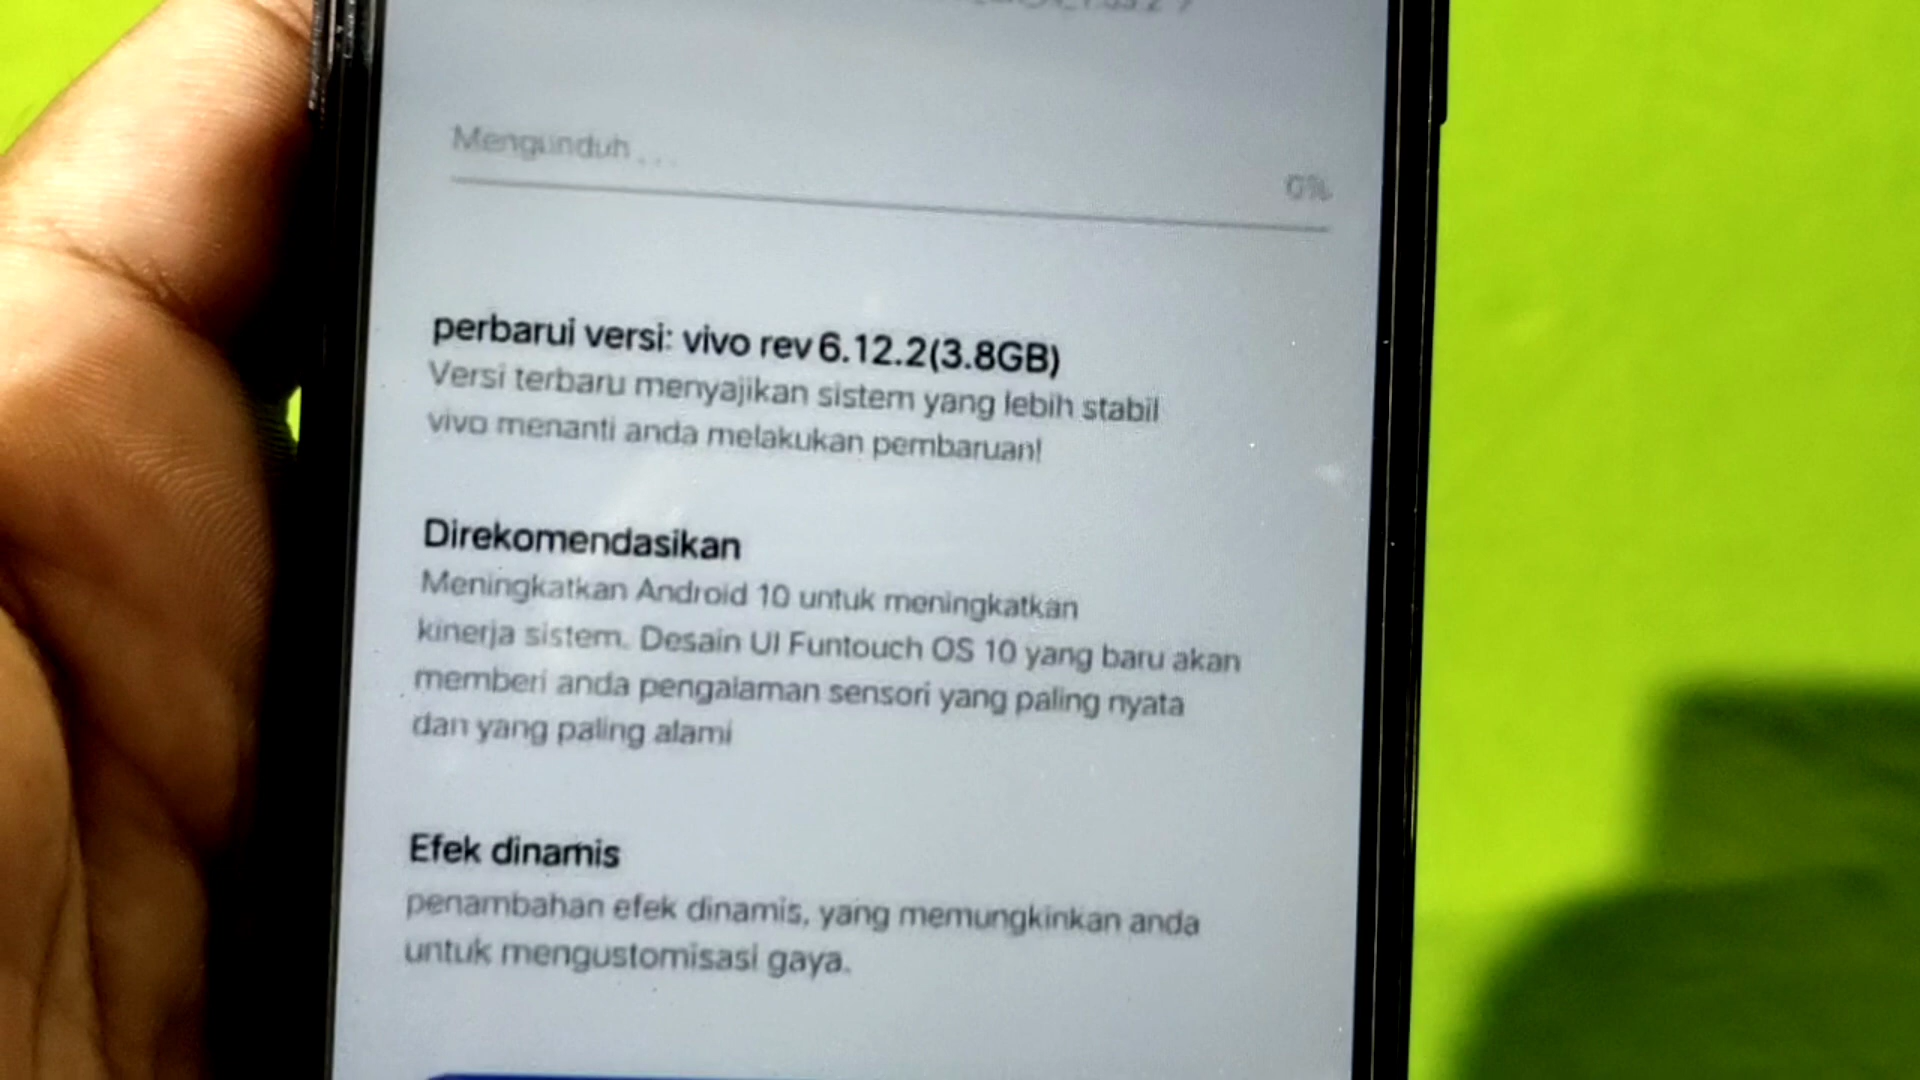 Mengunduh...
0%
perbarui versi: vivo rev 6.12.2(3.8GB)
Versi terbaru menyajikan sistem yang lebih stabil
vivo menanti anda melakukan pembaruan!
Direkomendasikan
Meningkatkan Android 10 untuk meningkatkan
kinerja sistem. Desain UI Funtouch OS 10 yang baru akan
memberi anda pengalaman sensori yang paling nyata
dan yang paling alami
Efek dinamis
penambahan efek dinamis, yang memungkinkan anda
untuk mengustomisasi gaya.